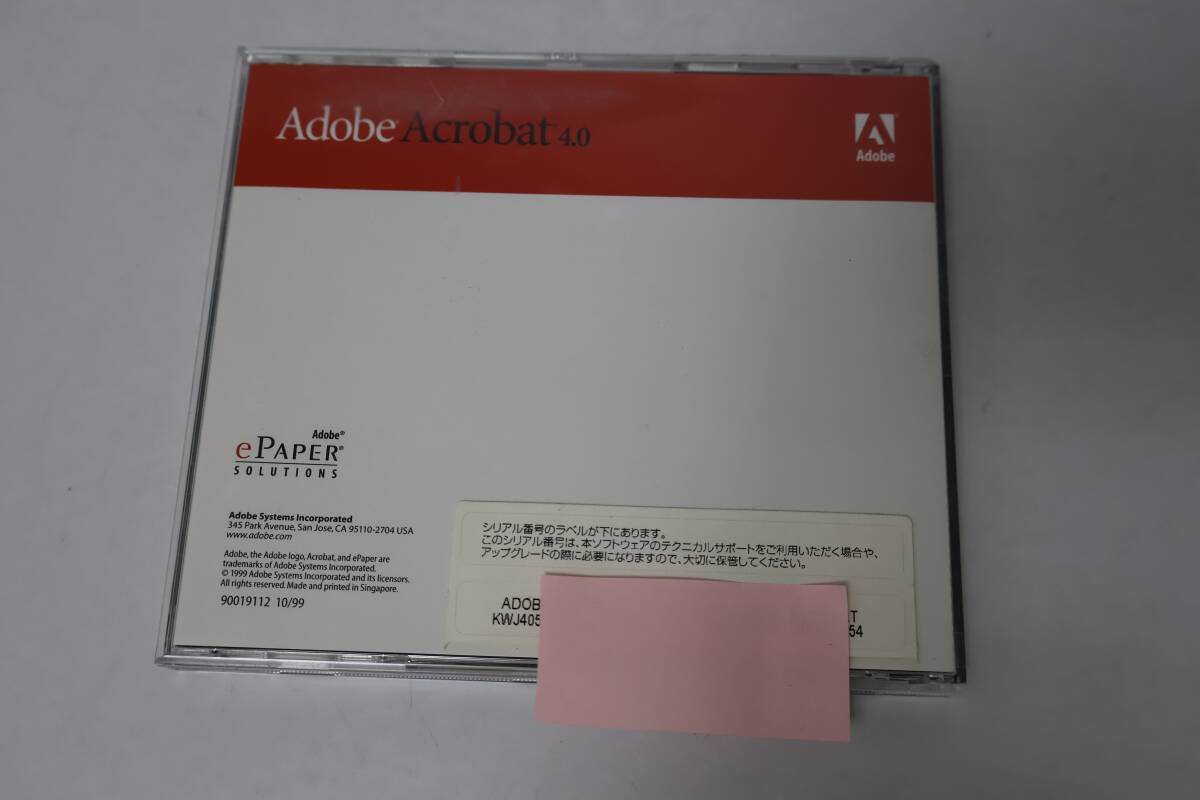 Adobe® Acrobat™ 4.0
Adobe
Adobe®
ePAPER®
SOLUTIONS
Adobe Systems Incorporated
345 Park Avenue, San Jose, CA 95110-2704 USA
www.adobe.com
Adobe, the Adobe logo, Acrobat, and ePaper are
trademarks of Adobe Systems Incorporated.
© 1999 Adobe Systems Incorporated and its licensors.
All rights reserved. Made and printed in Singapore.
90019112 10/99
シリアル番号のラベルが下にあります。
このシリアル番号は、本ソフトウェアのテクニカルサポートをご利用いただく場合や、
アップグレードの際に必要になりますので、大切に保管してください。